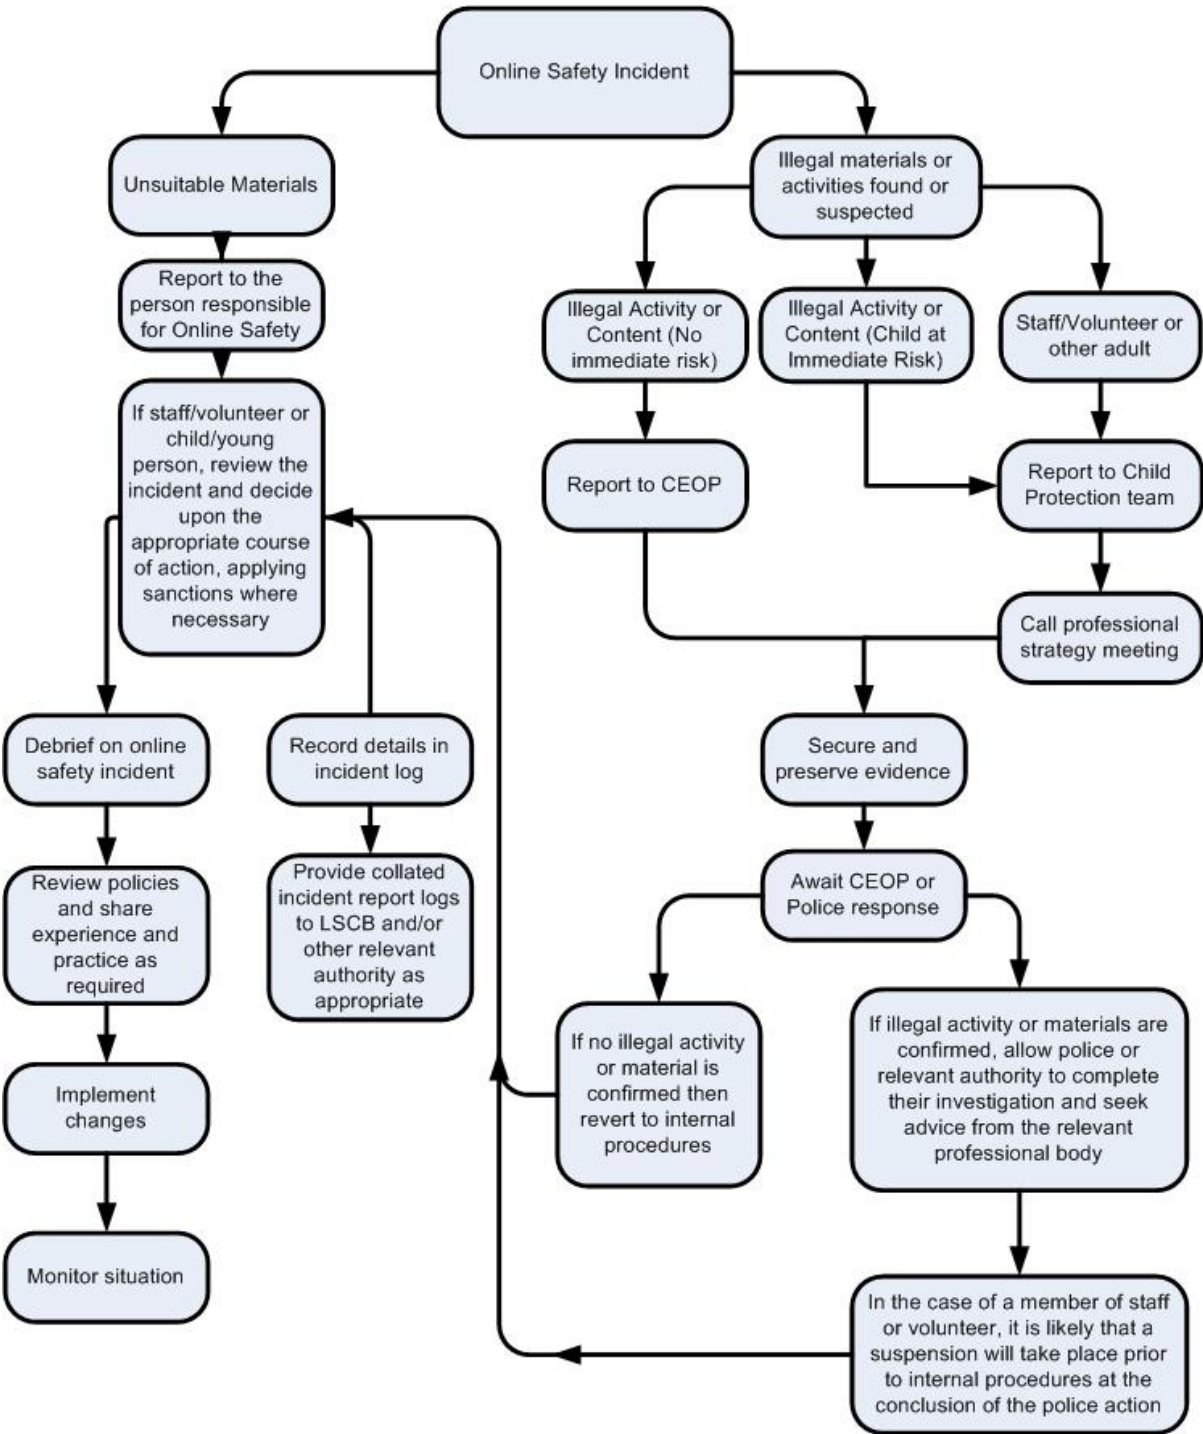 Online Safety Incident
Unsuitable Materials
Illegal materials or
activities found or
suspected
Report to the
person responsible
for Online Safety
Illegal Activity or
Content (No
immediate risk)
Illegal Activity or
Content (Child at
Immediate Risk)
Staff/Volunteer or
other adult
If staff/volunteer or
child/young
person, review the
incident and decide
upon the
appropriate course
of action, applying
sanctions where
necessary
Report to CEOP
Report to Child
Protection team
Call professional
strategy meeting
Debrief on online
safety incident
Record details in
incident log
Secure and
preserve evidence
Review policies
and share
experience and
practice as
required
Provide collated
incident report logs
to LSCB and/or
other relevant
authority as
appropriate
Await CEOP or
Police response
If no illegal activity
or material is
confirmed then
revert to internal
procedures
If illegal activity or materials are
confirmed, allow police or
relevant authority to complete
their investigation and seek
advice from the relevant
professional body
Implement
changes
Monitor situation
In the case of a member of staff
or volunteer, it is likely that a
suspension will take place prior
to internal procedures at the
conclusion of the police action